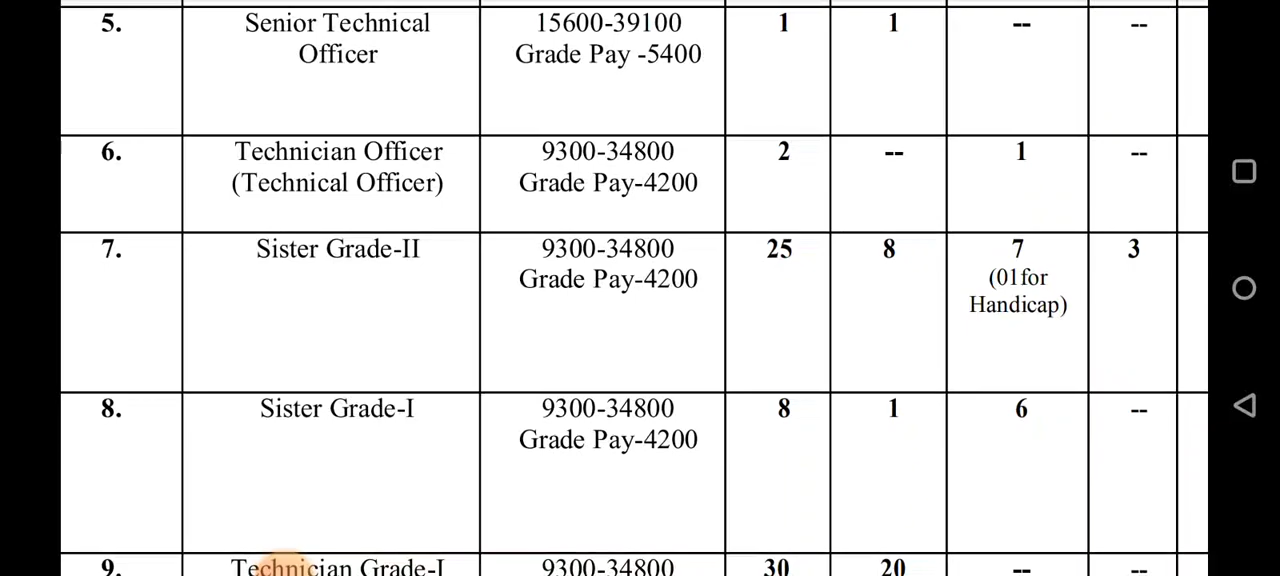 5. Senior Technical 15600-39100 1 1 -- --
Officer Grade Pay -5400
6. Technician Officer 9300-34800 2 -- 1 --
(Technical Officer) Grade Pay-4200
7. Sister Grade-II 9300-34800 25 8 7 3
Grade Pay-4200 (01for
Handicap)
8. Sister Grade-I 9300-34800 8 1 6 --
Grade Pay-4200
9. Technician Grade-I 9300-34800 30 20 -- --